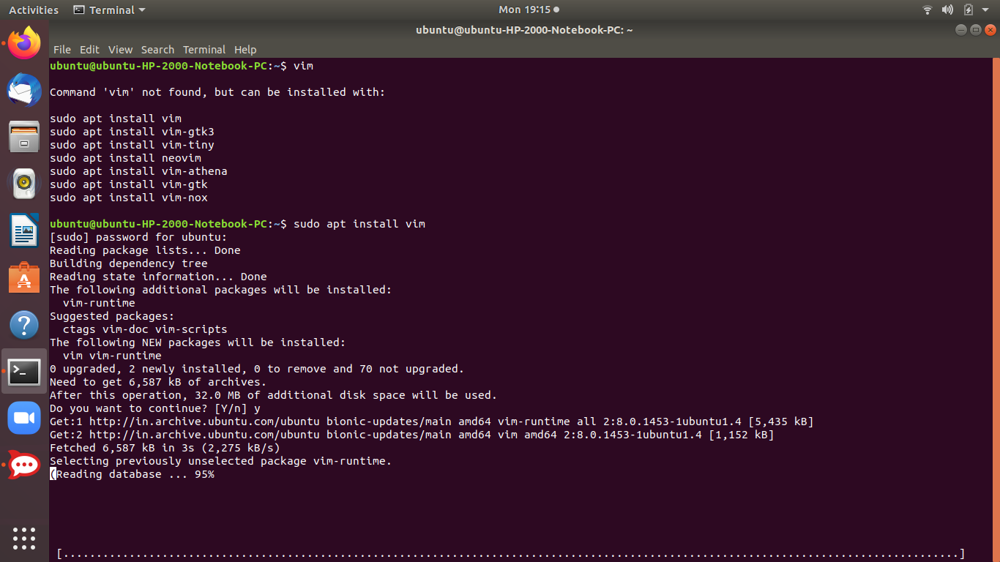 Activities Terminal Mon 19:15
ubuntu@ubuntu-HP-2000-Notebook-PC: ~
File Edit View Search Terminal Help
ubuntu@ubuntu-HP-2000-Notebook-PC:~$ vim
Command 'vim' not found, but can be installed with:
sudo apt install vim
sudo apt install vim-gtk3
sudo apt install vim-tiny
sudo apt install neovim
sudo apt install vim-athena
sudo apt install vim-gtk
sudo apt install vim-nox
ubuntu@ubuntu-HP-2000-Notebook-PC:~$ sudo apt install vim
[sudo] password for ubuntu:
Reading package lists... Done
Building dependency tree
Reading state information... Done
The following additional packages will be installed:
  vim-runtime
Suggested packages:
  ctags vim-doc vim-scripts
The following NEW packages will be installed:
  vim vim-runtime
0 upgraded, 2 newly installed, 0 to remove and 70 not upgraded.
Need to get 6,587 kB of archives.
After this operation, 32.0 MB of additional disk space will be used.
Do you want to continue? [Y/n] y
Get:1 http://in.archive.ubuntu.com/ubuntu bionic-updates/main amd64 vim-runtime all 2:8.0.1453-1ubuntu1.4 [5,435 kB]
Get:2 http://in.archive.ubuntu.com/ubuntu bionic-updates/main amd64 vim amd64 2:8.0.1453-1ubuntu1.4 [1,152 kB]
Fetched 6,587 kB in 3s (2,275 kB/s)
Selecting previously unselected package vim-runtime.
(Reading database ... 95%
[..........................................................................................................................................]